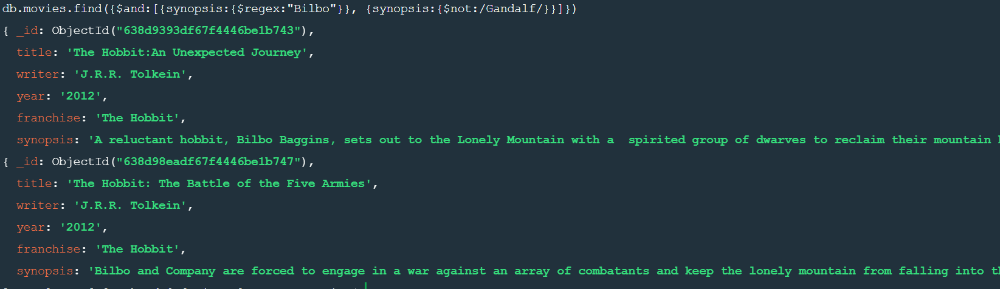 db.movies.find({$and:[{synopsis:{$regex:"Bilbo"}}, {synopsis:{$not:/Gandalf/}}]})
{ _id: ObjectId("638d9393df67f4446be1b743"),
title: 'The Hobbit:An Unexpected Journey',
writer: 'J.R.R. Tolkein',
year: '2012',
franchise: 'The Hobbit',
synopsis: 'A reluctant hobbit, Bilbo Baggins, sets out to the Lonely Mountain with a  spirited group of dwarves to reclaim their mountain
{ _id: ObjectId("638d98eadf67f4446be1b747"),
title: 'The Hobbit: The Battle of the Five Armies',
writer: 'J.R.R. Tolkein',
year: '2012',
franchise: 'The Hobbit',
synopsis: 'Bilbo and Company are forced to engage in a war against an array of combatants and keep the lonely mountain from falling into